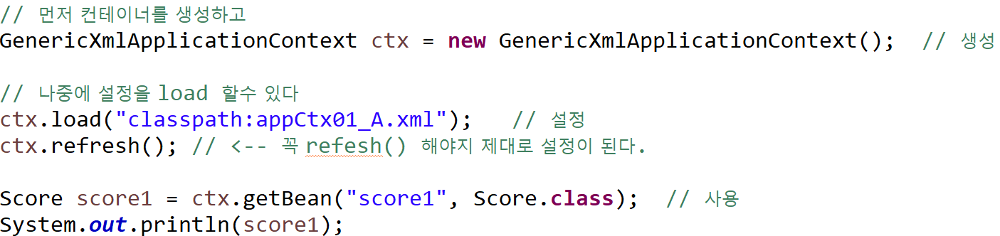 // 먼저 컨테이너를 생성하고
GenericXmlApplicationContext ctx = new GenericXmlApplicationContext();  // 생성
// 나중에 설정을 load 할수 있다
ctx.load("classpath:appCtx01_A.xml");   // 설정
ctx.refresh(); // <-- 꼭 refesh() 해야지 제대로 설정이 된다.
Score score1 = ctx.getBean("score1", Score.class);  // 사용
System.out.println(score1);